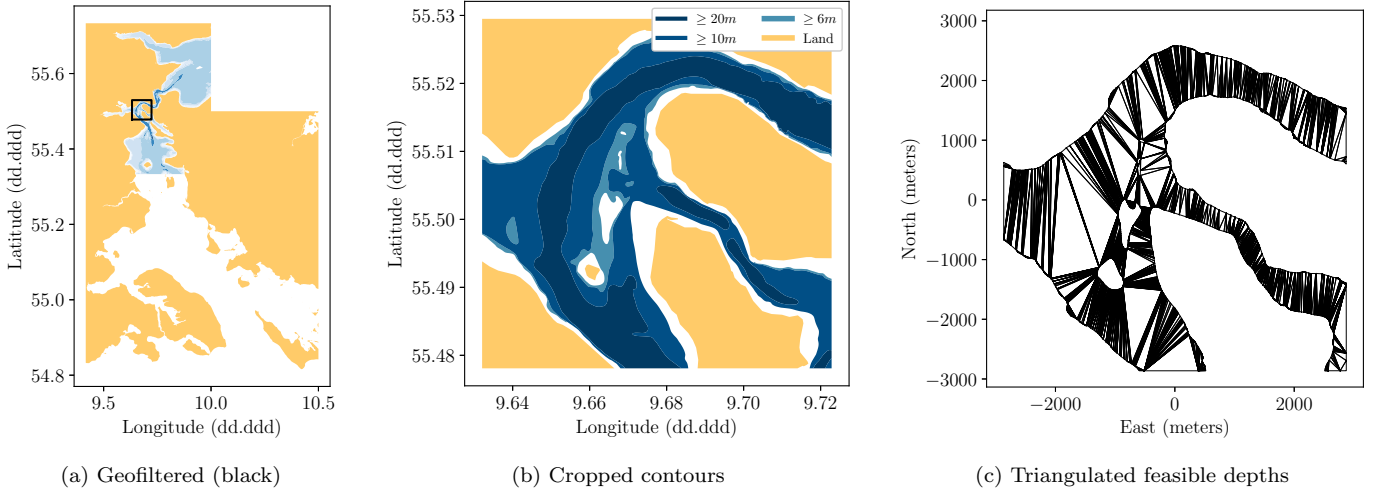 55.6
55.4
55.2
55.0
54.8
Latitude (dd.ddd)
9.5
10.0
10.5
Longitude (dd.ddd)
(a) Geofiltered (black)
55.53
55.52
55.51
55.50
55.49
55.48
Latitude (dd.ddd)
≥ 20m
≥ 10m
≥ 6m
Land
9.64
9.66
9.68
9.70
9.72
Longitude (dd.ddd)
(b) Cropped contours
3000
2000
1000
0
−1000
−2000
−3000
North (meters)
−2000
0
2000
East (meters)
(c) Triangulated feasible depths